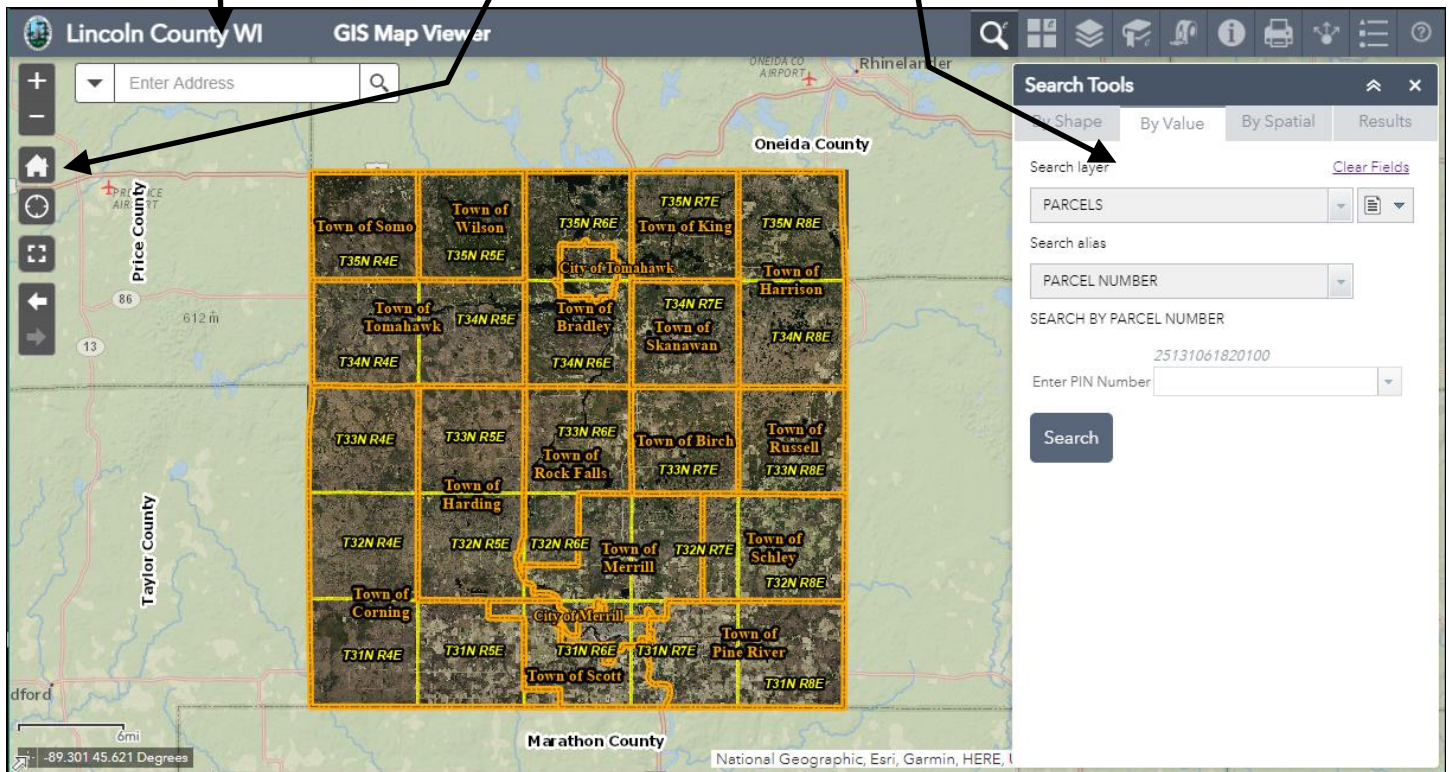 Lincoln County WI
GIS Map Viewer
Enter Address
ONEIDA CO
AIRPORT
Rhinelander
Search Tools
By Shape
By Value
By Spatial
Results
Search layer
Clear Fields
PARCELS
Search alias
PARCEL NUMBER
SEARCH BY PARCEL NUMBER
25131061820100
Enter PIN Number
Search
Oneida County
Price County
Taylor County
Marathon County
86
612 m
13
Town of Somo
T35N R4E
Town of
Wilson
T35N R5E
T35N R6E
City of Tomahawk
T35N R7E
Town of King
T35N R8E
Town of
Harrison
Town of
Tomahawk
T34N R5E
T34N R4E
Town of
Bradley
T34N R6E
T34N R7E
Town of
Skanawan
T34N R8E
T33N R4E
T33N R5E
T33N R6E
Town of
Rock Falls
Town of Birch
T33N R7E
Town of
Russell
T33N R8E
Town of
Harding
T32N R4E
T32N R5E
T32N R6E
Town of
Merrill
T32N R7E
Town of
Schley
T32N R8E
Town of
Corning
City of Merrill
T31N R4E
T31N R5E
T31N R6E
T31N R7E
Town of
Pine River
Town of Scott
T31N R8E
dford
6mi
-89.301 45.621 Degrees
National Geographic, Esri, Garmin, HERE,